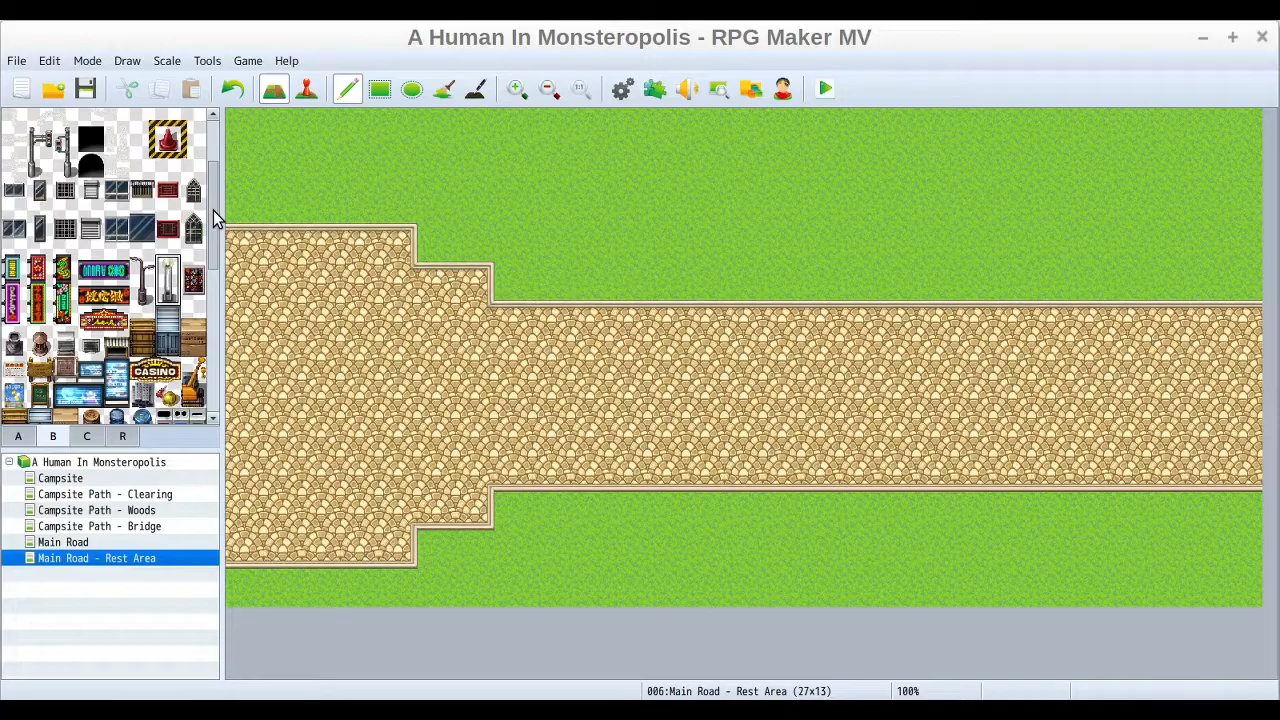 A Human In Monsteropolis - RPG Maker MV
File Edit Mode Draw Scale Tools Game Help
1:1
CASINO
A B C R
A Human In Monsteropolis
Campsite
Campsite Path - Clearing
Campsite Path - Woods
Campsite Path - Bridge
Main Road
Main Road - Rest Area
006:Main Road - Rest Area (27x13) 100%